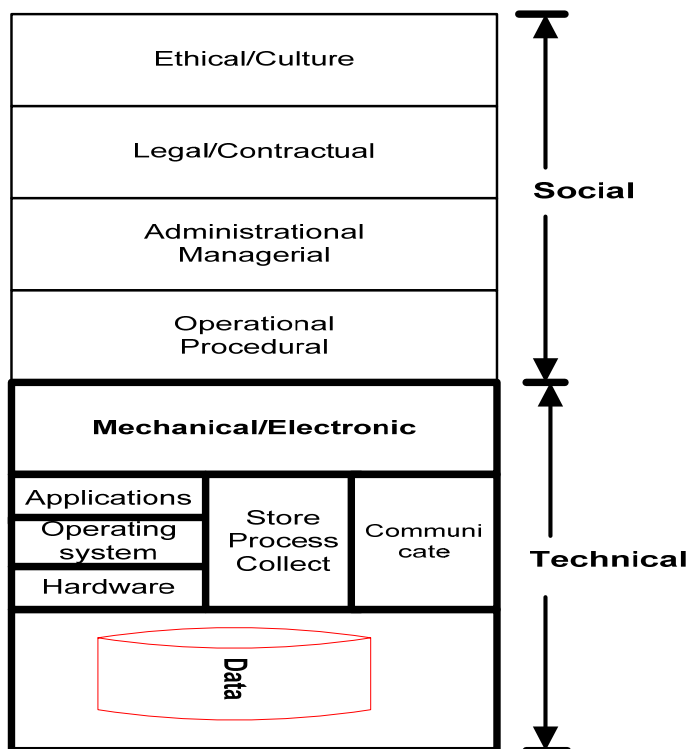 Ethical/Culture
Legal/Contractual
Administrational
Managerial
Operational
Procedural
Social
Mechanical/Electronic
Applications
Operating
system
Hardware
Store
Process
Collect
Communi
cate
Technical
Data